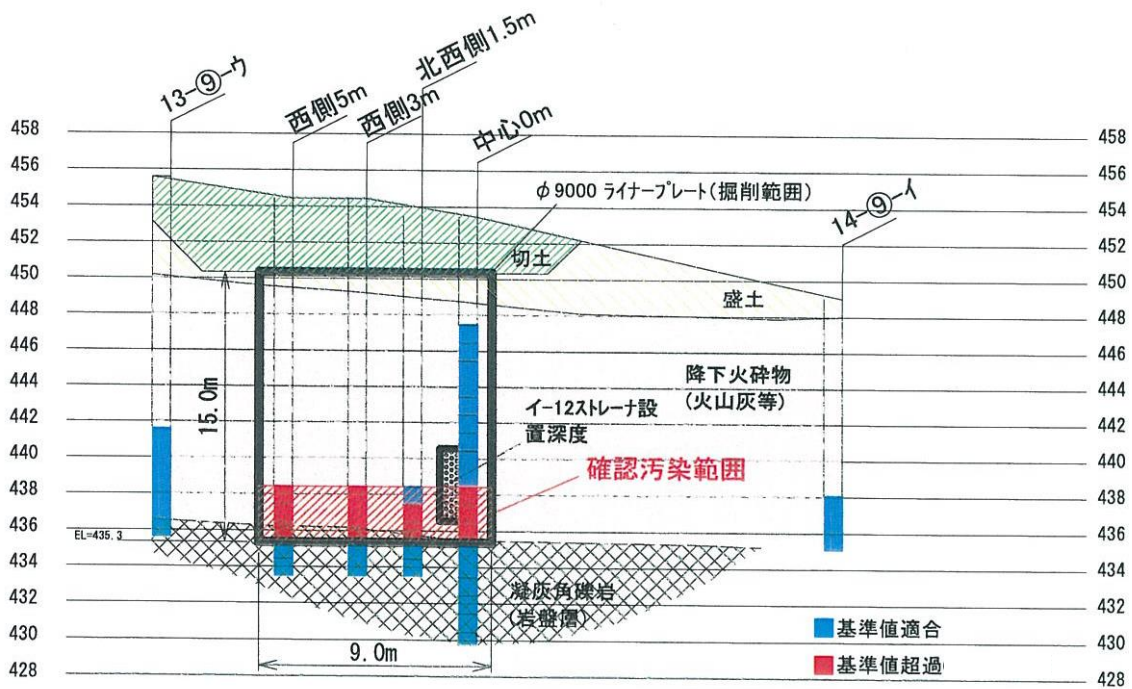 13-⑨-ウ
西側5m
西側3m
北西側1.5m
中心0m
14-⑨-イ
φ9000 ライナープレート(掘削範囲)
切土
盛土
降下火砕物
(火山灰等)
イ-12ストレーナ設
置深度
確認汚染範囲
15.0m
9.0m
EL=435.3
凝灰角礫岩
(岩盤層)
基準値適合
基準値超過
458
456
454
452
450
448
446
444
442
440
438
436
434
432
430
428
458
456
454
452
450
448
446
444
442
440
438
436
434
432
430
428